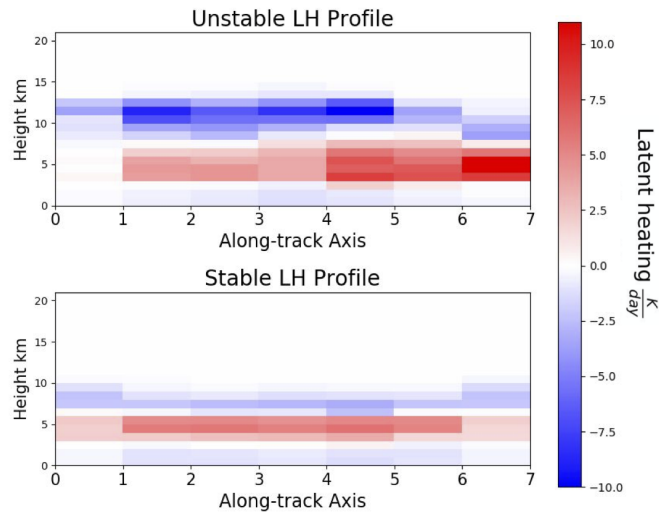 Unstable LH Profile
20
15
10
5
0
Height km
0 1 2 3 4 5 6 7
Along-track Axis
Stable LH Profile
20
15
10
5
0
Height km
0 1 2 3 4 5 6 7
Along-track Axis
10.0
7.5
5.0
2.5
0.0
−2.5
−5.0
−7.5
−10.0
Latent heating K/day